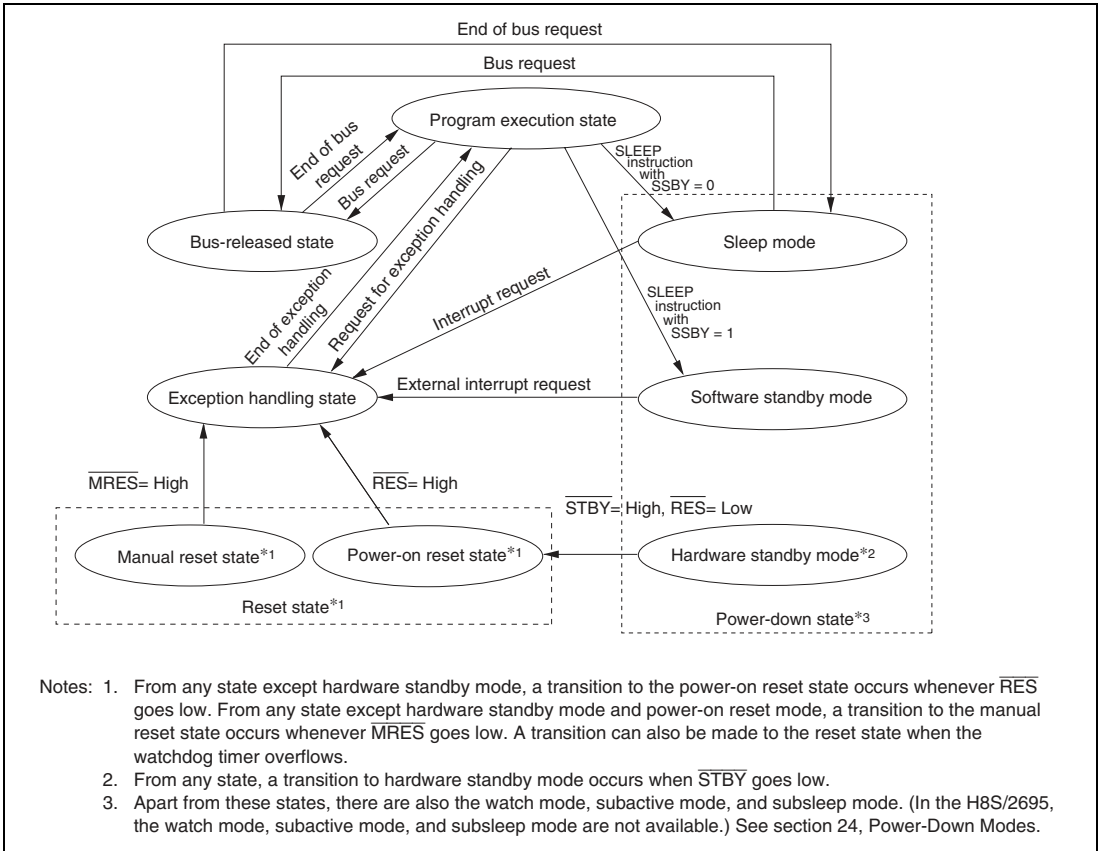 End of bus request
Bus request
Program execution state
End of bus
request
Bus request
SLEEP
instruction
with
SSBY = 0
Bus-released state
Sleep mode
End of exception
handling
Request for exception handling
Interrupt request
SLEEP
instruction
with
SSBY = 1
Exception handling state
External interrupt request
Software standby mode
M̅R̅E̅S̅= High
R̅E̅S̅= High
S̅T̅B̅Y̅= High, R̅E̅S̅= Low
Manual reset state*1
Power-on reset state*1
Hardware standby mode*2
Reset state*1
Power-down state*3
Notes: 1. From any state except hardware standby mode, a transition to the power-on reset state occurs whenever R̅E̅S̅
goes low. From any state except hardware standby mode and power-on reset mode, a transition to the manual
reset state occurs whenever M̅R̅E̅S̅ goes low. A transition can also be made to the reset state when the
watchdog timer overflows.
2. From any state, a transition to hardware standby mode occurs when S̅T̅B̅Y̅ goes low.
3. Apart from these states, there are also the watch mode, subactive mode, and subsleep mode. (In the H8S/2695,
the watch mode, subactive mode, and subsleep mode are not available.) See section 24, Power-Down Modes.